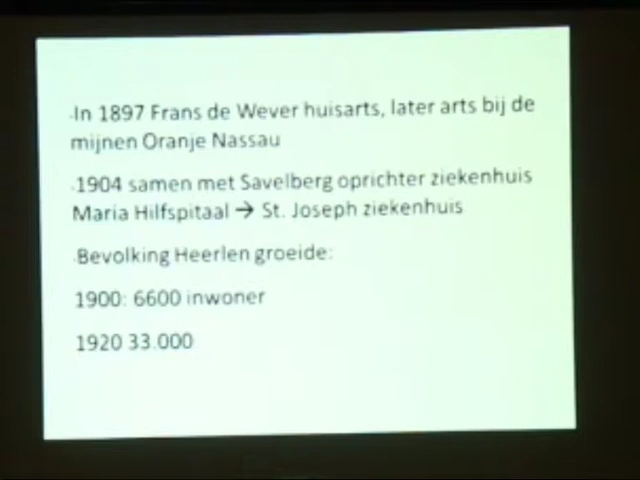 ·In 1897 Frans de Wever huisarts, later arts bij de
mijnen Oranje Nassau
·1904 samen met Savelberg oprichter ziekenhuis
Maria Hilfspitaal → St. Joseph ziekenhuis
·Bevolking Heerlen groeide:
1900: 6600 inwoner
1920 33.000